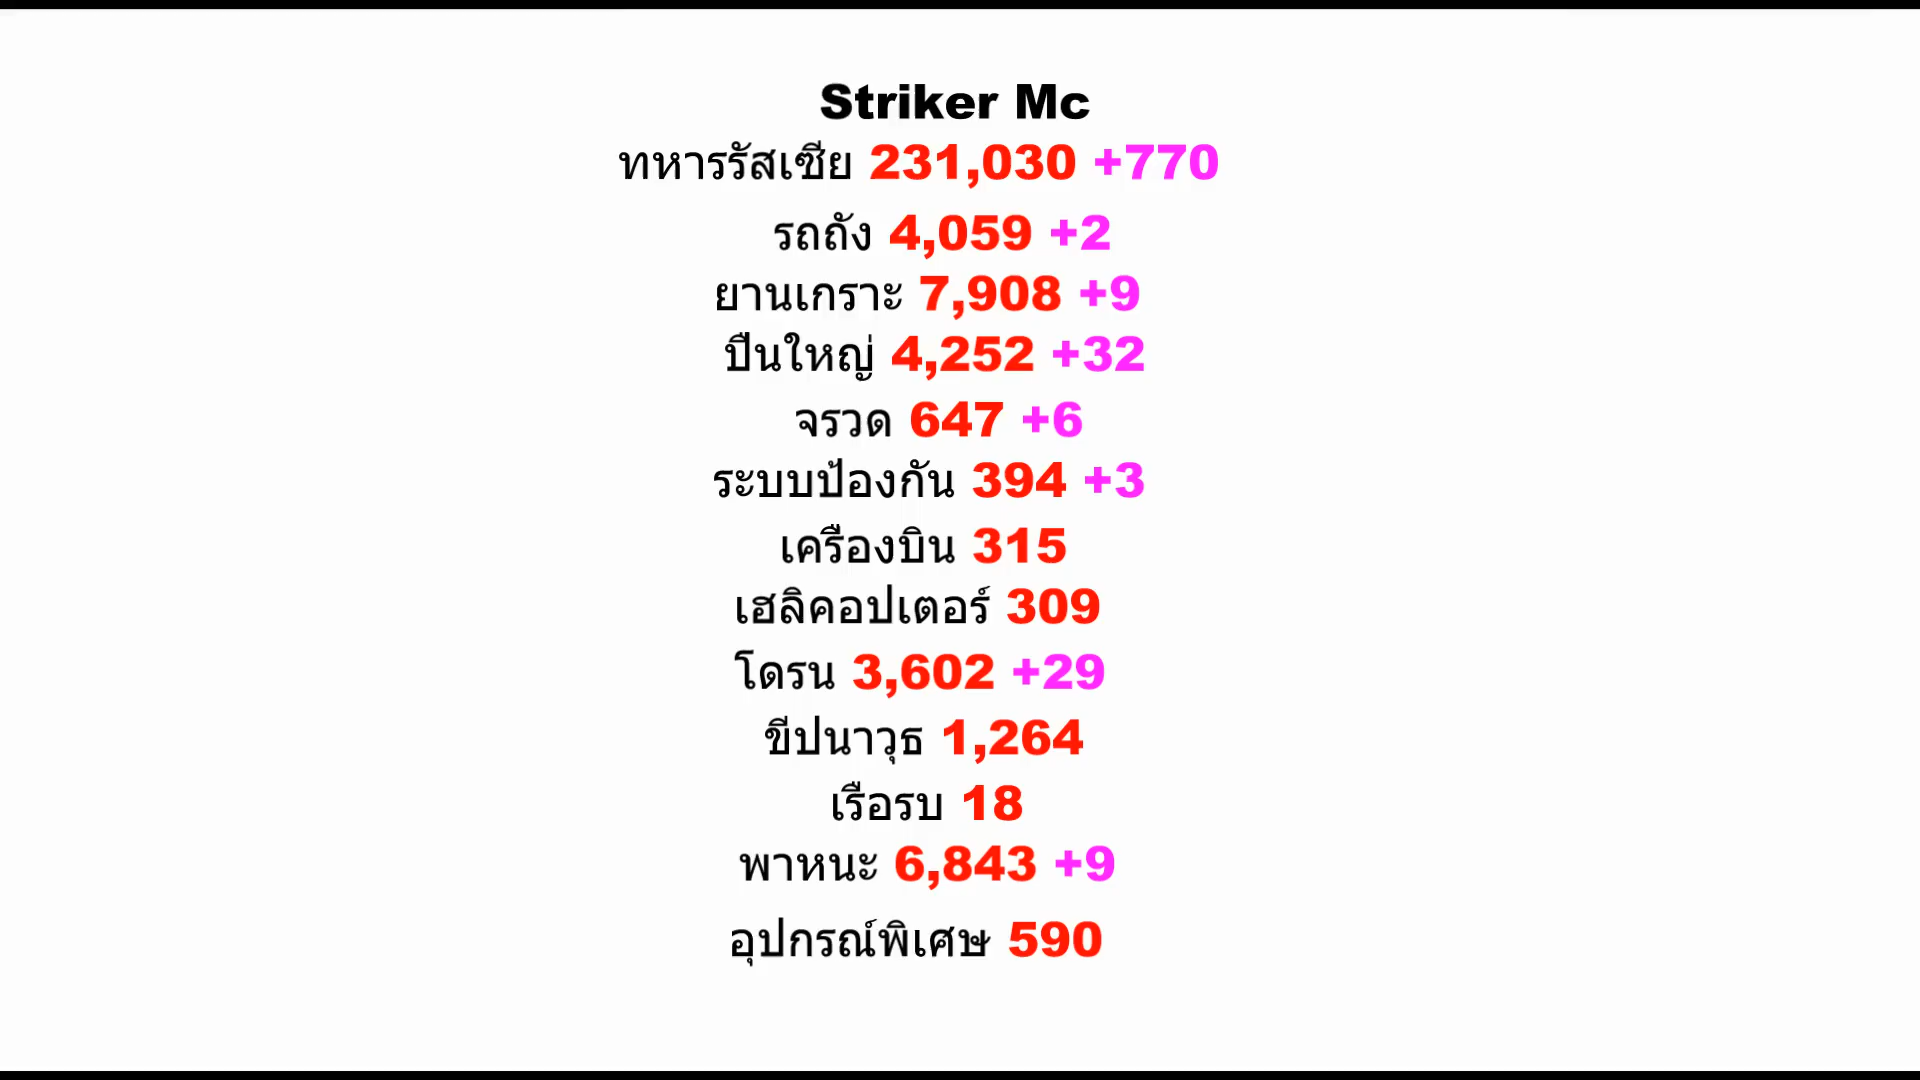 Striker Mc
ทหารรัสเซีย 231,030 +770
รถถัง 4,059 +2
ยานเกราะ 7,908 +9
ปืนใหญ่ 4,252 +32
จรวด 647 +6
ระบบป้องกัน 394 +3
เครื่องบิน 315
เฮลิคอปเตอร์ 309
โดรน 3,602 +29
ขีปนาวุธ 1,264
เรือรบ 18
พาหนะ 6,843 +9
อุปกรณ์พิเศษ 590